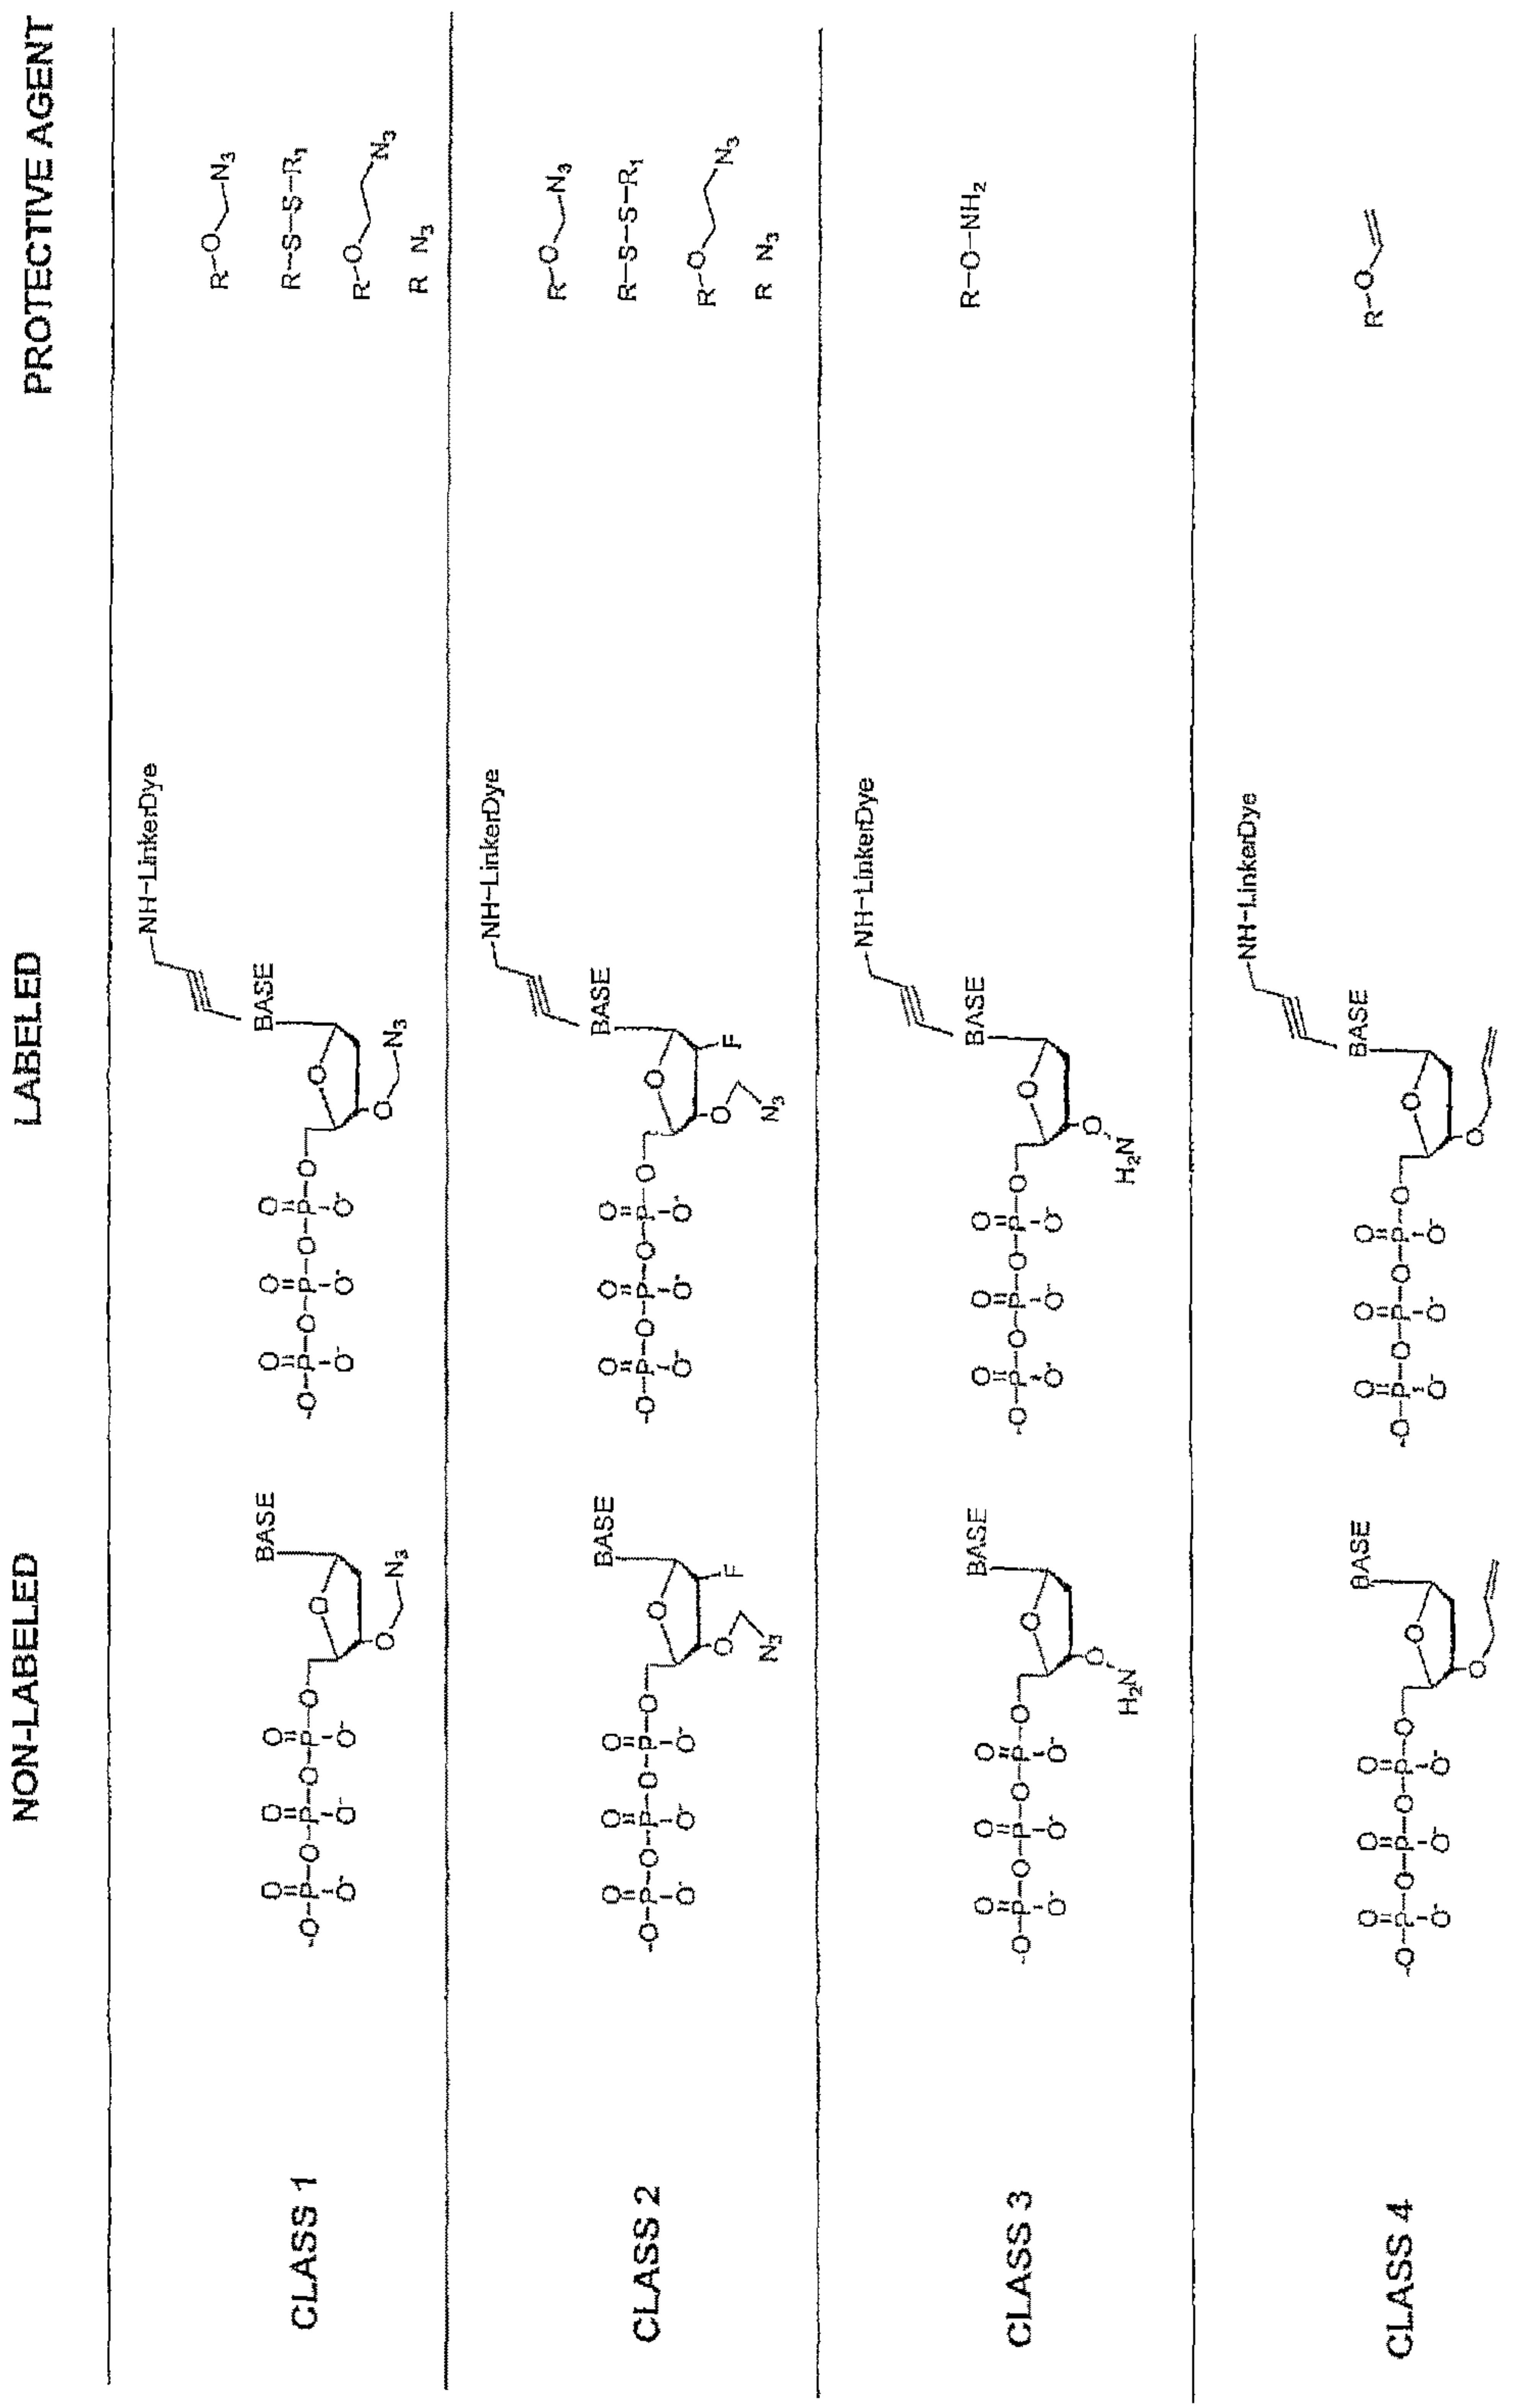 NON-LABELED LABELED PROTECTIVE AGENT
CLASS 1
-O-P-O-P-O-P-O
O O O
O- O- O-
O
BASE
O N3
-O-P-O-P-O-P-O
O O O
O- O- O-
O
BASE
NH-LinkerDye
O N3
R-O N3
R-S-S-R1
R-O N3
R N3
CLASS 2
-O-P-O-P-O-P-O
O O O
O- O- O-
O
BASE
F
O N3
-O-P-O-P-O-P-O
O O O
O- O- O-
O
BASE
NH-LinkerDye
F
O N3
R-O N3
R-S-S-R1
R-O N3
R N3
CLASS 3
-O-P-O-P-O-P-O
O O O
O- O- O-
O
BASE
O
H2N
-O-P-O-P-O-P-O
O O O
O- O- O-
O
BASE
NH-LinkerDye
O
H2N
R-O-NH2
CLASS 4
-O-P-O-P-O-P-O
O O O
O- O- O-
O
BASE
O
-O-P-O-P-O-P-O
O O O
O- O- O-
O
BASE
NH-LinkerDye
O
R-O